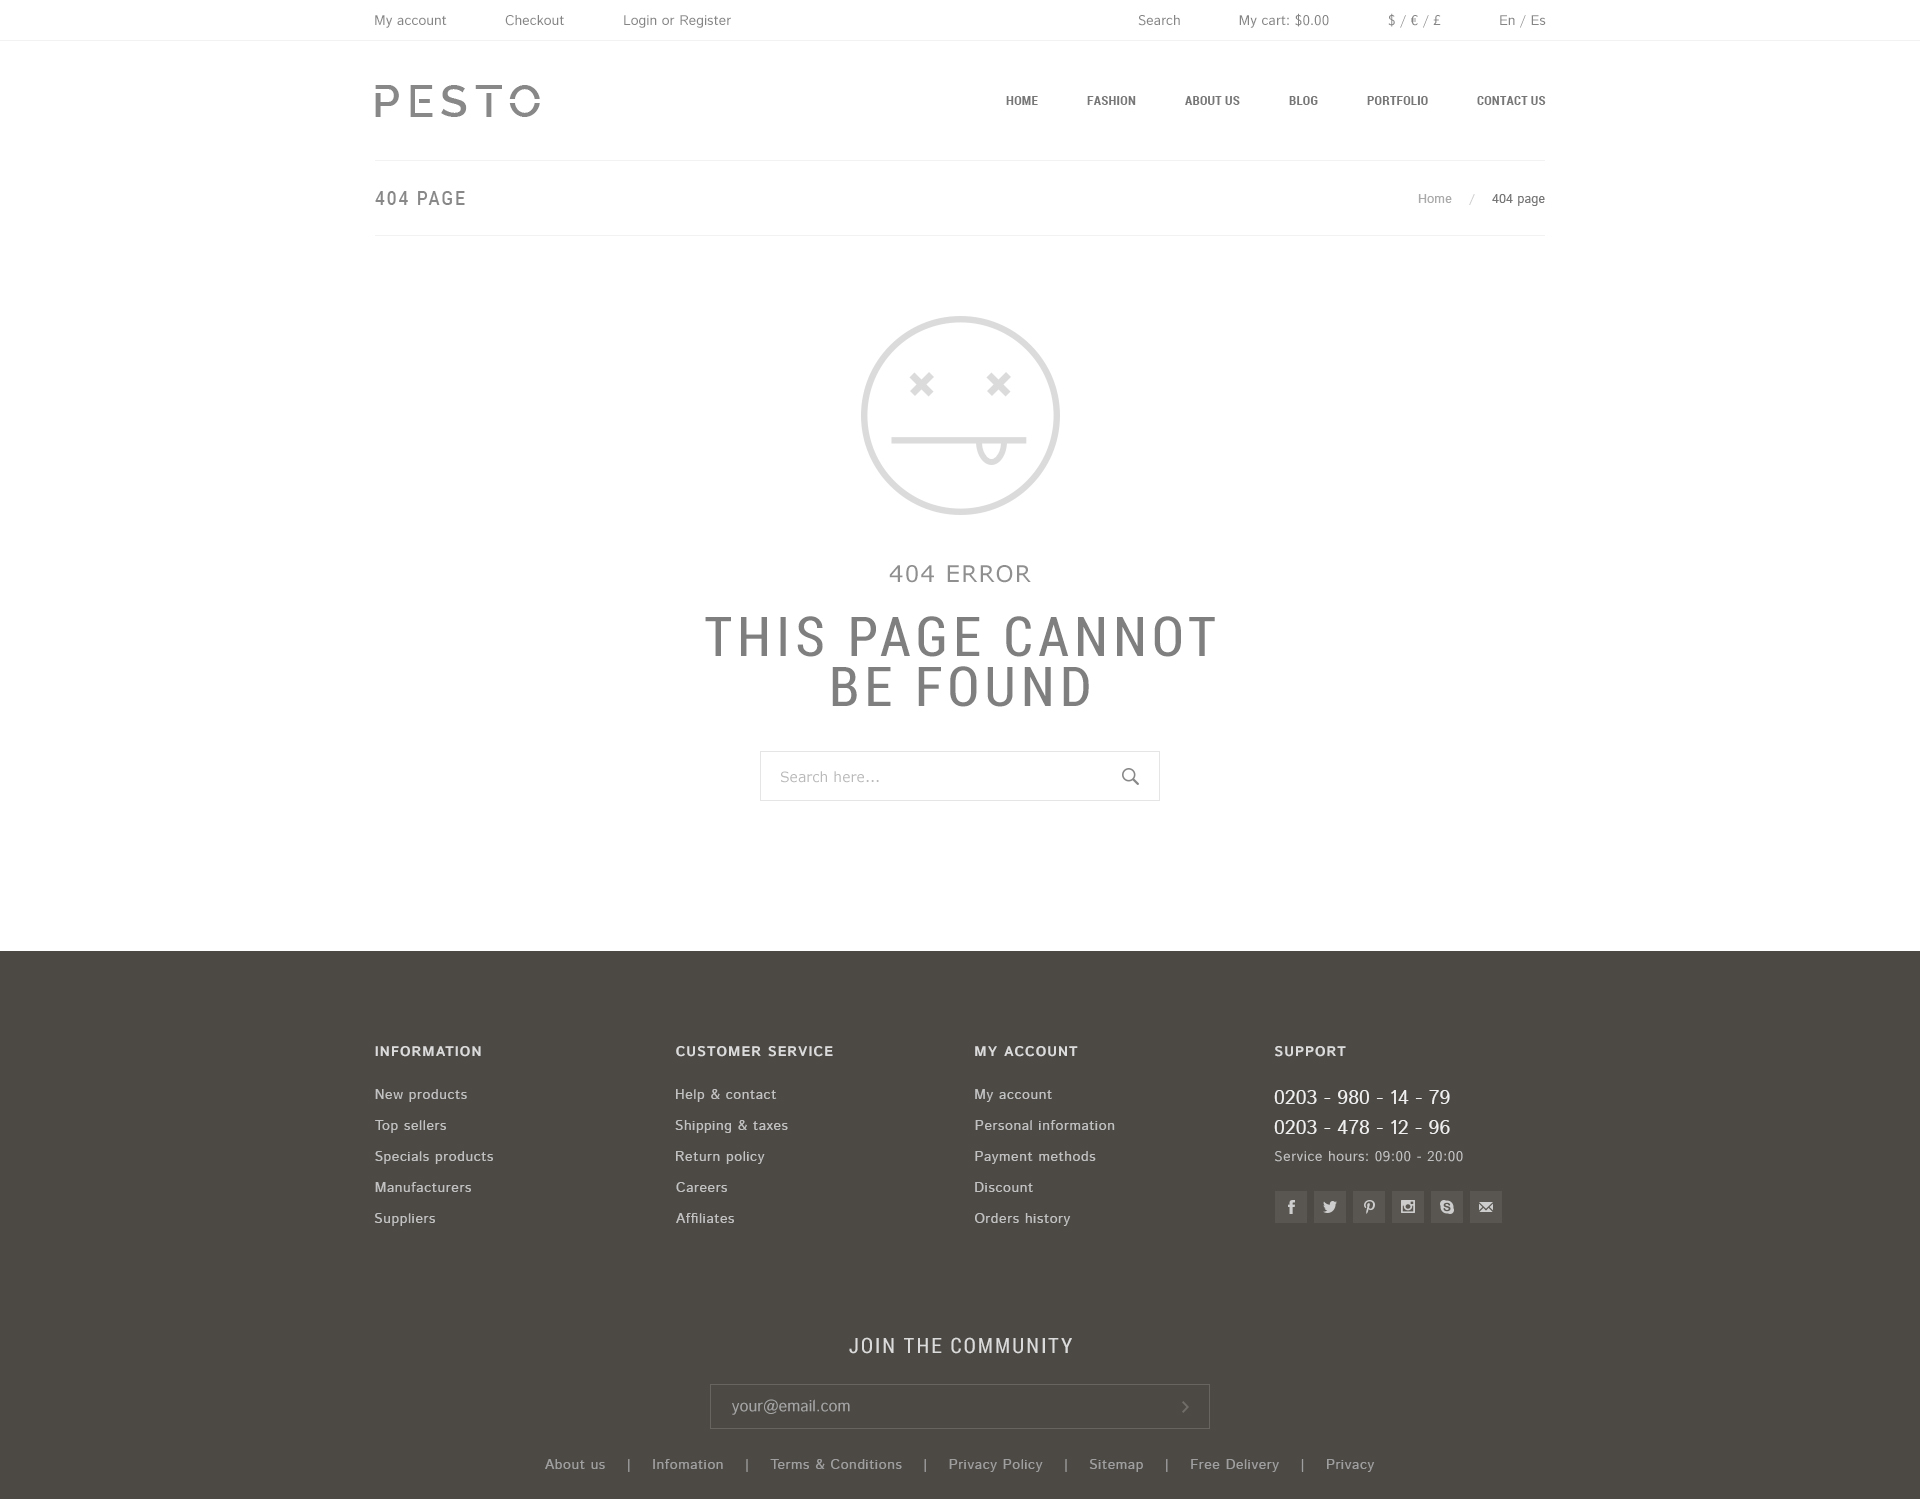 My account Checkout Login or Register Search My cart: $0.00 $ / € / £ En / Es
PESTO HOME FASHION ABOUT US BLOG PORTFOLIO CONTACT US
404 PAGE Home / 404 page
404 ERROR
THIS PAGE CANNOT
BE FOUND
Search here...
INFORMATION CUSTOMER SERVICE MY ACCOUNT SUPPORT
New products Help & contact My account 0203 - 980 - 14 - 79
Top sellers Shipping & taxes Personal information 0203 - 478 - 12 - 96
Specials products Return policy Payment methods Service hours: 09:00 - 20:00
Manufacturers Careers Discount
Suppliers Affiliates Orders history
JOIN THE COMMUNITY
your@email.com
About us | Infomation | Terms & Conditions | Privacy Policy | Sitemap | Free Delivery | Privacy